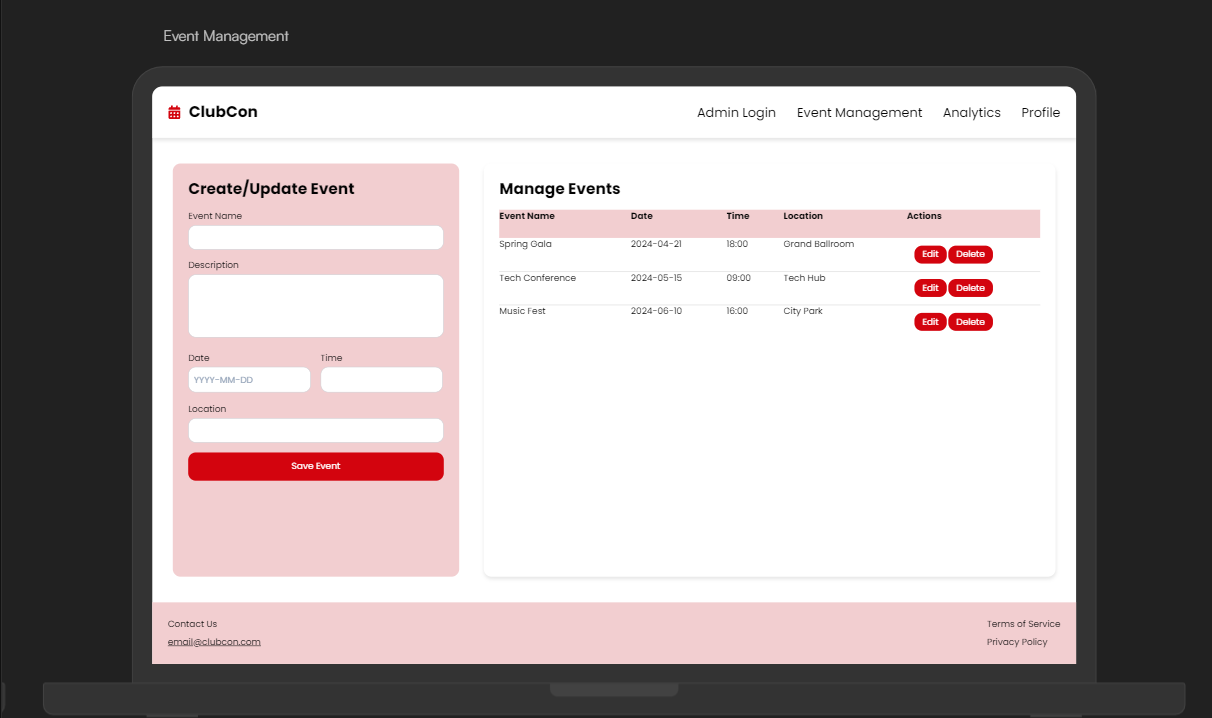 Event Management
ClubCon
Admin Login Event Management Analytics Profile
Create/Update Event
Event Name
Description
Date Time
YYYY-MM-DD
Location
Save Event
Manage Events
Event Name Date Time Location Actions
Spring Gala 2024-04-21 18:00 Grand Ballroom Edit Delete
Tech Conference 2024-05-15 09:00 Tech Hub Edit Delete
Music Fest 2024-06-10 16:00 City Park Edit Delete
Contact Us
email@clubcon.com
Terms of Service
Privacy Policy